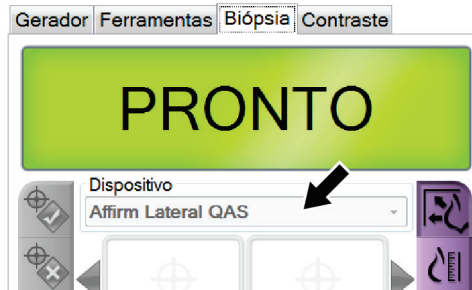 Gerador Ferramentas Biópsia Contraste
PRONTO
Dispositivo
Affirm Lateral QAS